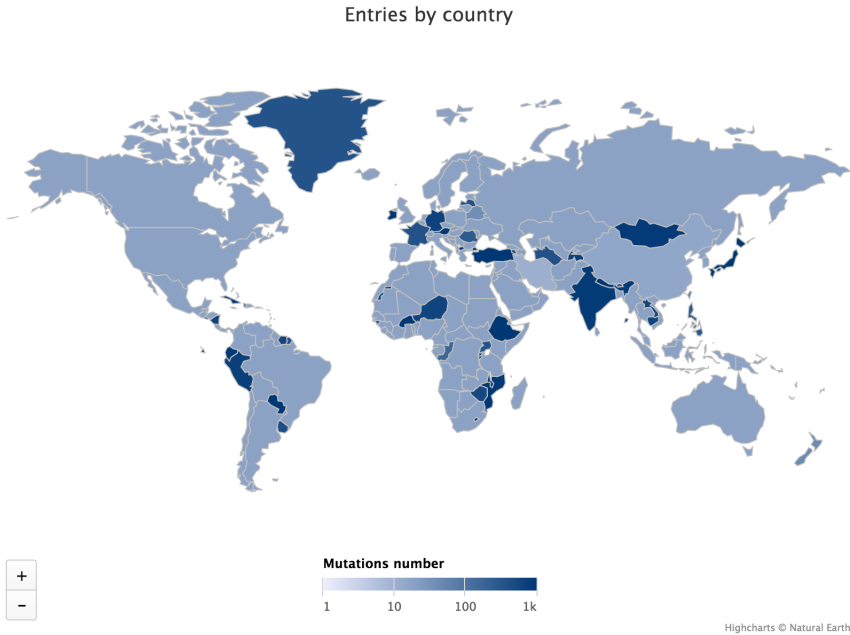 Entries by country
Mutations number
1 10 100 1k
+
−
Highcharts © Natural Earth